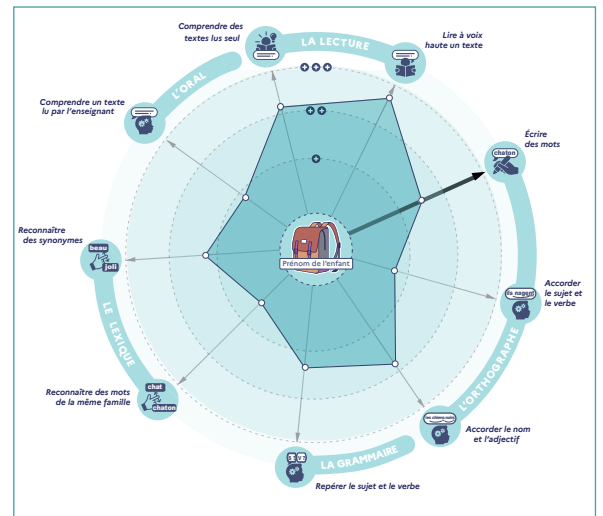 Comprendre des
textes lus seul
LA LECTURE
Lire à voix
haute un texte
L'ORAL
Comprendre un texte
lu par l'enseignant
Écrire
des mots
chaton
Reconnaître
des synonymes
beau
joli
Prénom de l'enfant
Accorder
le sujet et
le verbe
ils nagent
LE LEXIQUE
L'ORTHOGRAPHE
Reconnaître des mots
de la même famille
chat
chaton
Accorder le nom
et l'adjectif
LA GRAMMAIRE
Repérer le sujet et le verbe